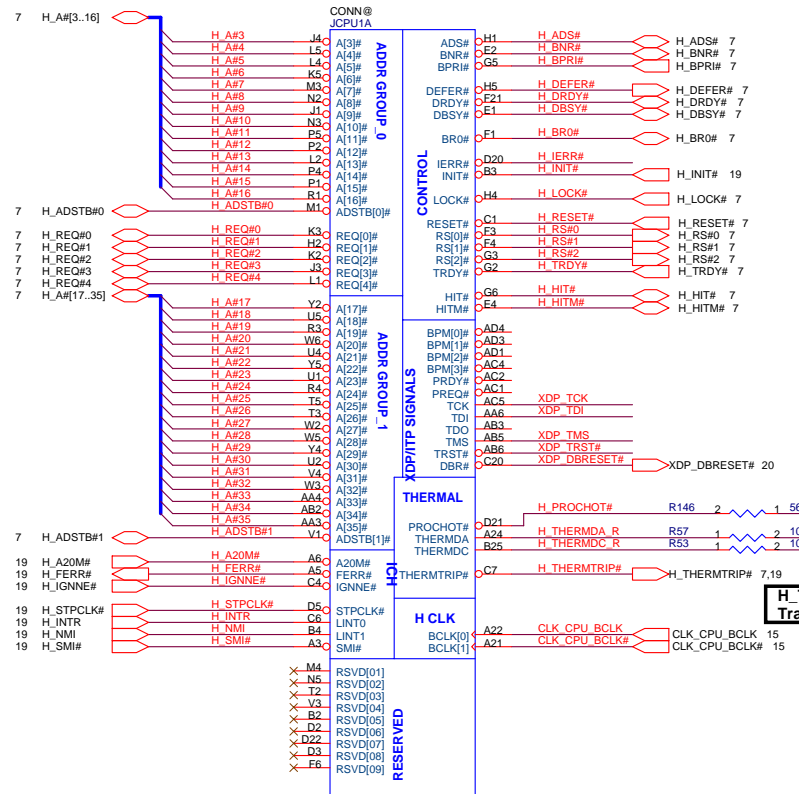 CONN@
JCPU1A
7 H_A#[3..16]
H_A#3 J4 A[3]#
H_A#4 L5 A[4]#
H_A#5 L4 A[5]#
H_A#6 K5 A[6]#
H_A#7 M3 A[7]#
H_A#8 N2 A[8]#
H_A#9 J1 A[9]#
H_A#10 N3 A[10]#
H_A#11 P5 A[11]#
H_A#12 P2 A[12]#
H_A#13 L2 A[13]#
H_A#14 P4 A[14]#
H_A#15 P1 A[15]#
H_A#16 R1 A[16]#
7 H_ADSTB#0 H_ADSTB#0 M1 ADSTB[0]#
ADDR GROUP_0
7 H_REQ#0 H_REQ#0 K3 REQ[0]#
7 H_REQ#1 H_REQ#1 H2 REQ[1]#
7 H_REQ#2 H_REQ#2 K2 REQ[2]#
7 H_REQ#3 H_REQ#3 J3 REQ[3]#
7 H_REQ#4 H_REQ#4 L1 REQ[4]#
7 H_A#[17..35]
H_A#17 Y2 A[17]#
H_A#18 U5 A[18]#
H_A#19 R3 A[19]#
H_A#20 W6 A[20]#
H_A#21 U4 A[21]#
H_A#22 Y5 A[22]#
H_A#23 U1 A[23]#
H_A#24 R4 A[24]#
H_A#25 T5 A[25]#
H_A#26 T3 A[26]#
H_A#27 W2 A[27]#
H_A#28 W5 A[28]#
H_A#29 Y4 A[29]#
H_A#30 U2 A[30]#
H_A#31 V4 A[31]#
H_A#32 W3 A[32]#
H_A#33 AA4 A[33]#
H_A#34 AB2 A[34]#
H_A#35 AA3 A[35]#
7 H_ADSTB#1 H_ADSTB#1 V1 ADSTB[1]#
ADDR GROUP_1
19 H_A20M# H_A20M# A6 A20M#
19 H_FERR# H_FERR# A5 FERR#
19 H_IGNNE# H_IGNNE# C4 IGNNE#
ICH
19 H_STPCLK# H_STPCLK# D5 STPCLK#
19 H_INTR H_INTR C6 LINT0
19 H_NMI H_NMI B4 LINT1
19 H_SMI# H_SMI# A3 SMI#
M4 RSVD[01]
N5 RSVD[02]
T2 RSVD[03]
V3 RSVD[04]
B2 RSVD[05]
D2 RSVD[06]
D22 RSVD[07]
D3 RSVD[08]
F6 RSVD[09]
RESERVED
CONTROL
ADS# H1 H_ADS# H_ADS# 7
BNR# E2 H_BNR# H_BNR# 7
BPRI# G5 H_BPRI# H_BPRI# 7
DEFER# H5 H_DEFER# H_DEFER# 7
DRDY# F21 H_DRDY# H_DRDY# 7
DBSY# E1 H_DBSY# H_DBSY# 7
BR0# F1 H_BR0# H_BR0# 7
IERR# D20 H_IERR#
INIT# B3 H_INIT# H_INIT# 19
LOCK# H4 H_LOCK# H_LOCK# 7
RESET# C1 H_RESET# H_RESET# 7
RS[0]# F3 H_RS#0 H_RS#0 7
RS[1]# F4 H_RS#1 H_RS#1 7
RS[2]# G3 H_RS#2 H_RS#2 7
TRDY# G2 H_TRDY# H_TRDY# 7
HIT# G6 H_HIT# H_HIT# 7
HITM# E4 H_HITM# H_HITM# 7
XDP/ITP SIGNALS
BPM[0]# AD4
BPM[1]# AD3
BPM[2]# AD1
BPM[3]# AC4
PRDY# AC2
PREQ# AC1
TCK AC5 XDP_TCK
TDI AA6 XDP_TDI
TDO AB3
TMS AB5 XDP_TMS
TRST# AB6 XDP_TRST#
DBR# C20 XDP_DBRESET# XDP_DBRESET# 20
THERMAL
PROCHOT# D21 H_PROCHOT# R146 2 1 56
THERMDA A24 H_THERMDA_R R57 1 2 10
THERMDC B25 H_THERMDC_R R53 1 2 10
THERMTRIP# C7 H_THERMTRIP# H_THERMTRIP# 7,19
H CLK
BCLK[0] A22 CLK_CPU_BCLK CLK_CPU_BCLK 15
BCLK[1] A21 CLK_CPU_BCLK# CLK_CPU_BCLK# 15
Tra